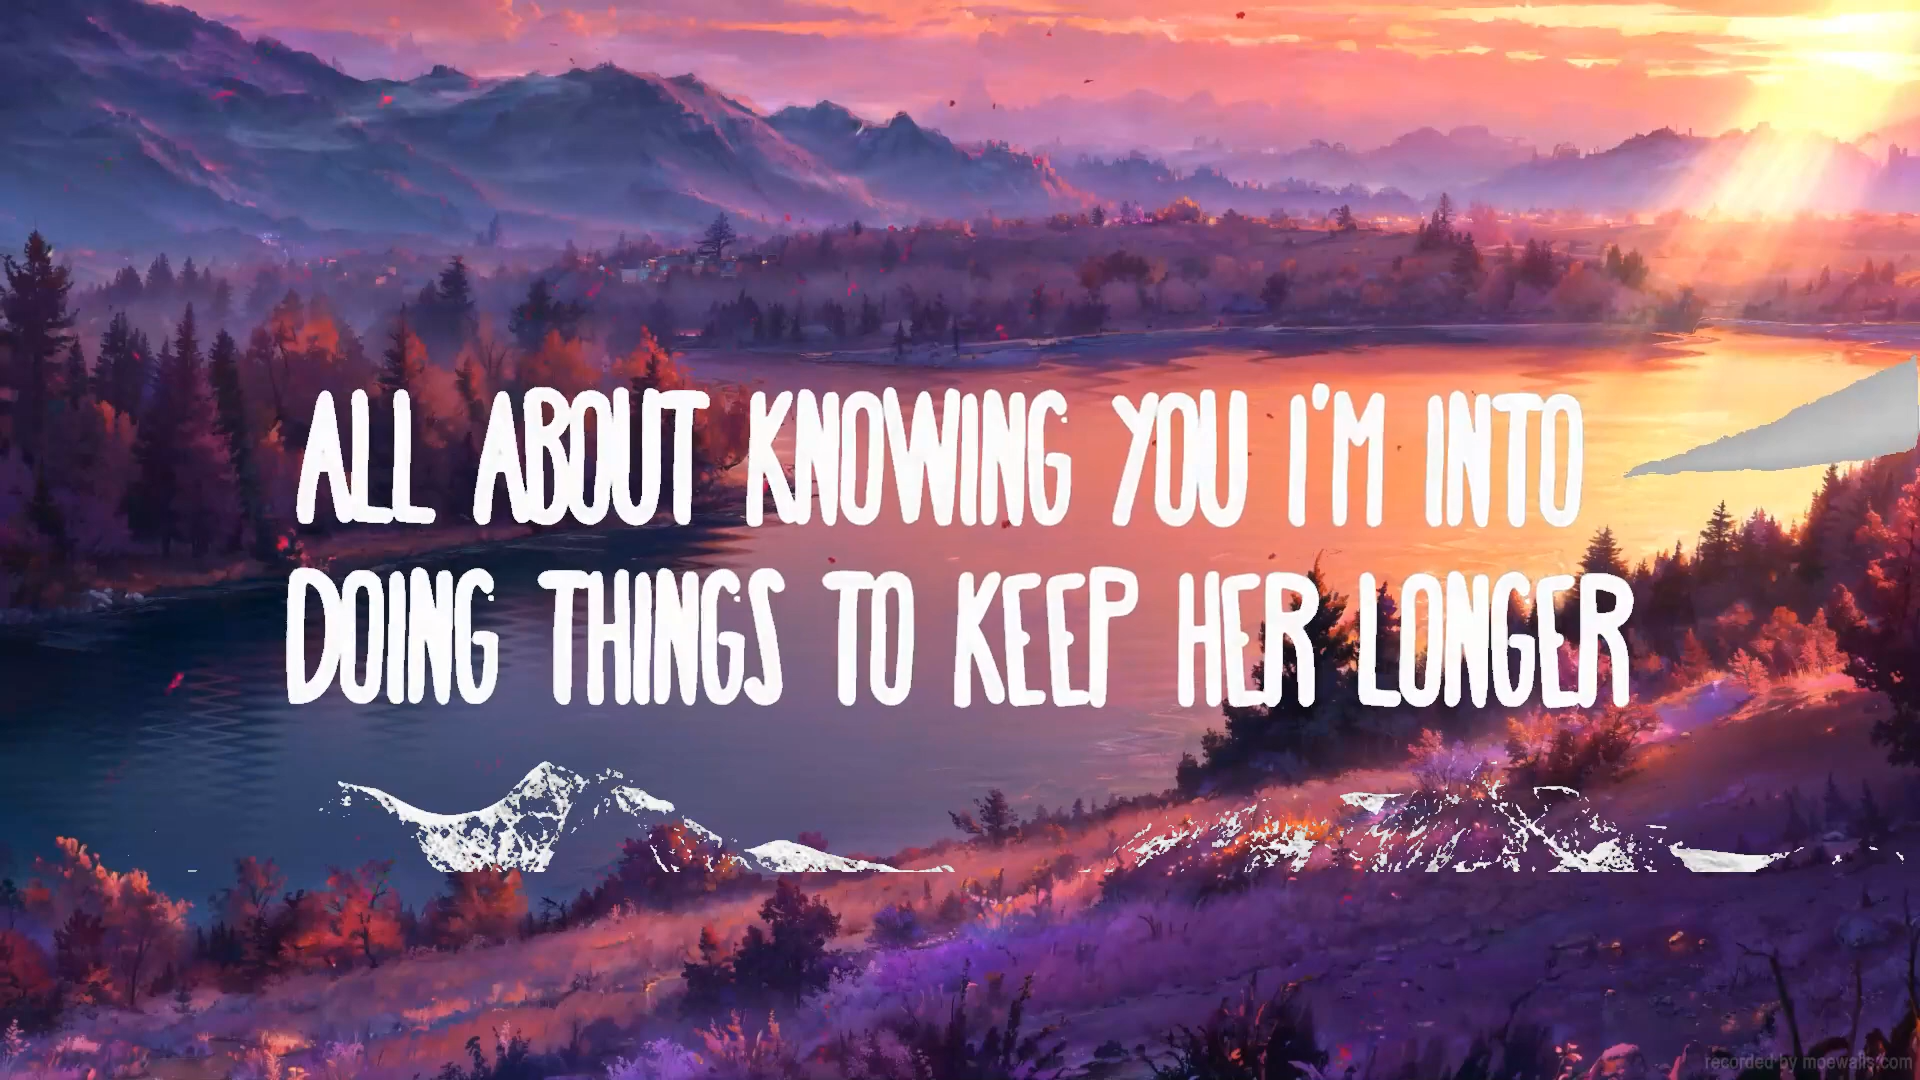 ALL ABOUT KNOWING YOU I'M INTO
DOING THINGS TO KEEP HER LONGER
recorded by moewalls.com